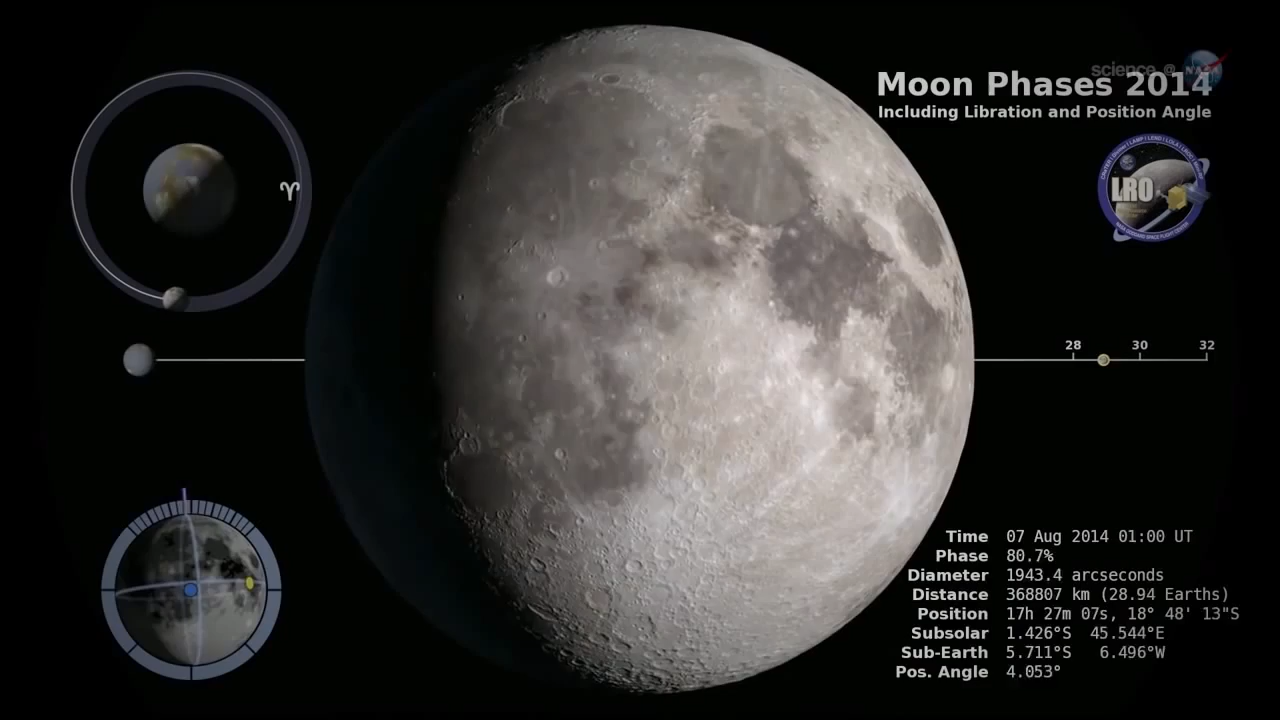 science @ NASA
Moon Phases 2014
Including Libration and Position Angle
LRO
♈
28 30 32
Time 07 Aug 2014 01:00 UT
Phase 80.7%
Diameter 1943.4 arcseconds
Distance 368807 km (28.94 Earths)
Position 17h 27m 07s, 18° 48' 13"S
Subsolar 1.426°S 45.544°E
Sub-Earth 5.711°S 6.496°W
Pos. Angle 4.053°